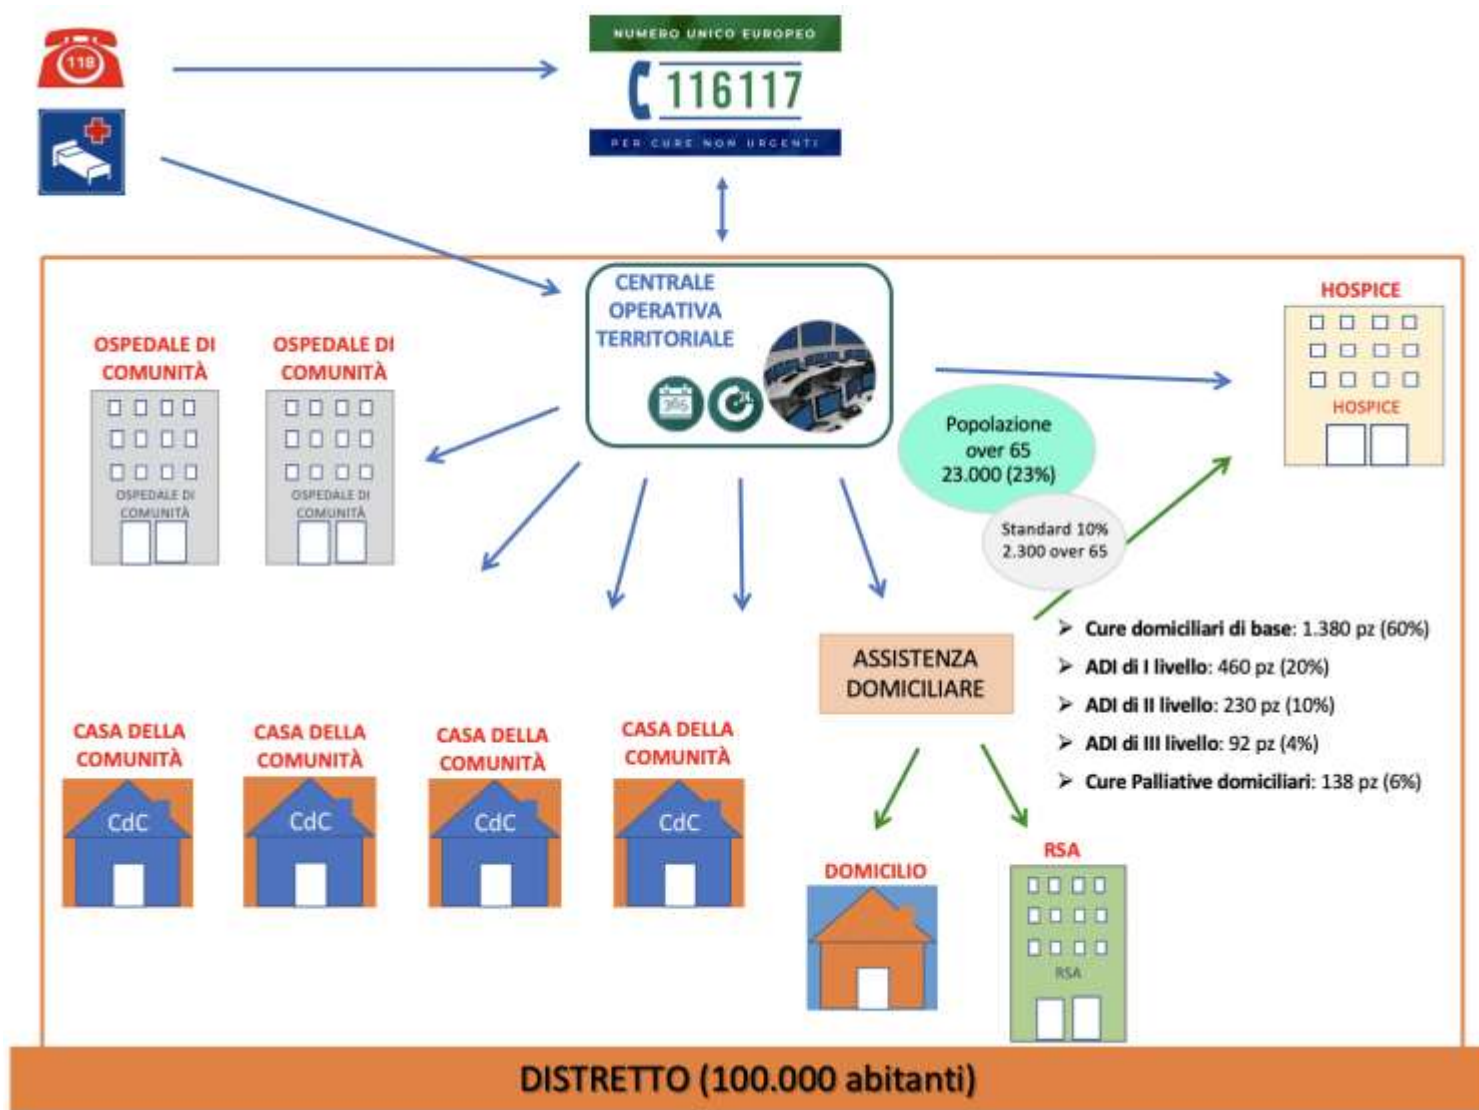 118
NUMERO UNICO EUROPEO
116117
PER CURE NON URGENTI
CENTRALE
OPERATIVA
TERRITORIALE
365
OSPEDALE DI
COMUNITÀ
OSPEDALE DI
COMUNITÀ
OSPEDALE DI
COMUNITÀ
OSPEDALE DI
COMUNITÀ
HOSPICE
HOSPICE
Popolazione
over 65
23.000 (23%)
Standard 10%
2.300 over 65
ASSISTENZA
DOMICILIARE
➤ Cure domiciliari di base: 1.380 pz (60%)
➤ ADI di I livello: 460 pz (20%)
➤ ADI di II livello: 230 pz (10%)
➤ ADI di III livello: 92 pz (4%)
➤ Cure Palliative domiciliari: 138 pz (6%)
CASA DELLA
COMUNITÀ
CdC
CASA DELLA
COMUNITÀ
CdC
CASA DELLA
COMUNITÀ
CdC
CASA DELLA
COMUNITÀ
CdC
DOMICILIO
RSA
RSA
DISTRETTO (100.000 abitanti)